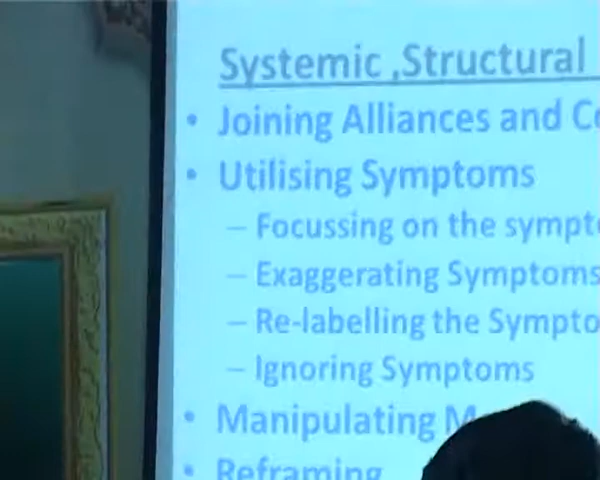 Systemic ,Structural
• Joining Alliances and
• Utilising Symptoms
– Focussing on the
– Exaggerating Symptoms
– Re-labelling the
– Ignoring Symptoms
• Manipulating
• Reframing